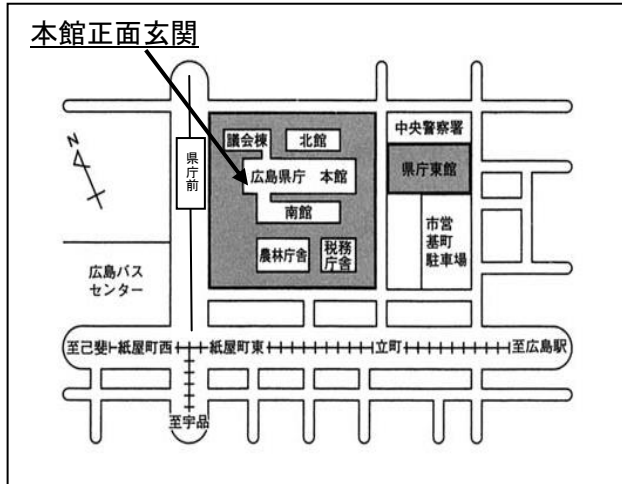 本館正面玄関
N
県庁前
議会棟
北館
中央警察署
広島県庁 本館
県庁東館
南館
農林庁舎
税務
庁舎
市営
基町
駐車場
広島バス
センター
至己斐
紙屋町西
紙屋町東
立町
至広島駅
至宇品